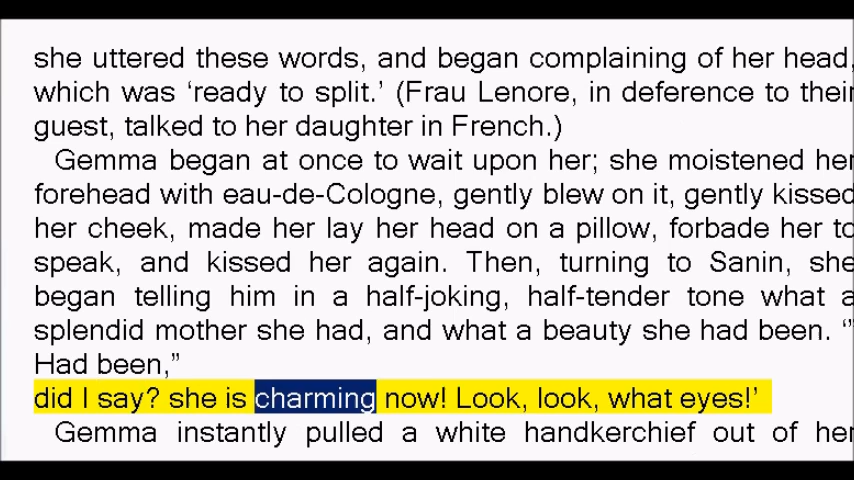 she uttered these words, and began complaining of her head,
which was ‘ready to split.’ (Frau Lenore, in deference to their
guest, talked to her daughter in French.)
Gemma began at once to wait upon her; she moistened her
forehead with eau-de-Cologne, gently blew on it, gently kissed
her cheek, made her lay her head on a pillow, forbade her to
speak, and kissed her again. Then, turning to Sanin, she
began telling him in a half-joking, half-tender tone what a
splendid mother she had, and what a beauty she had been. ‘”
Had been,”
did I say? she is charming now! Look, look, what eyes!’
Gemma instantly pulled a white handkerchief out of her